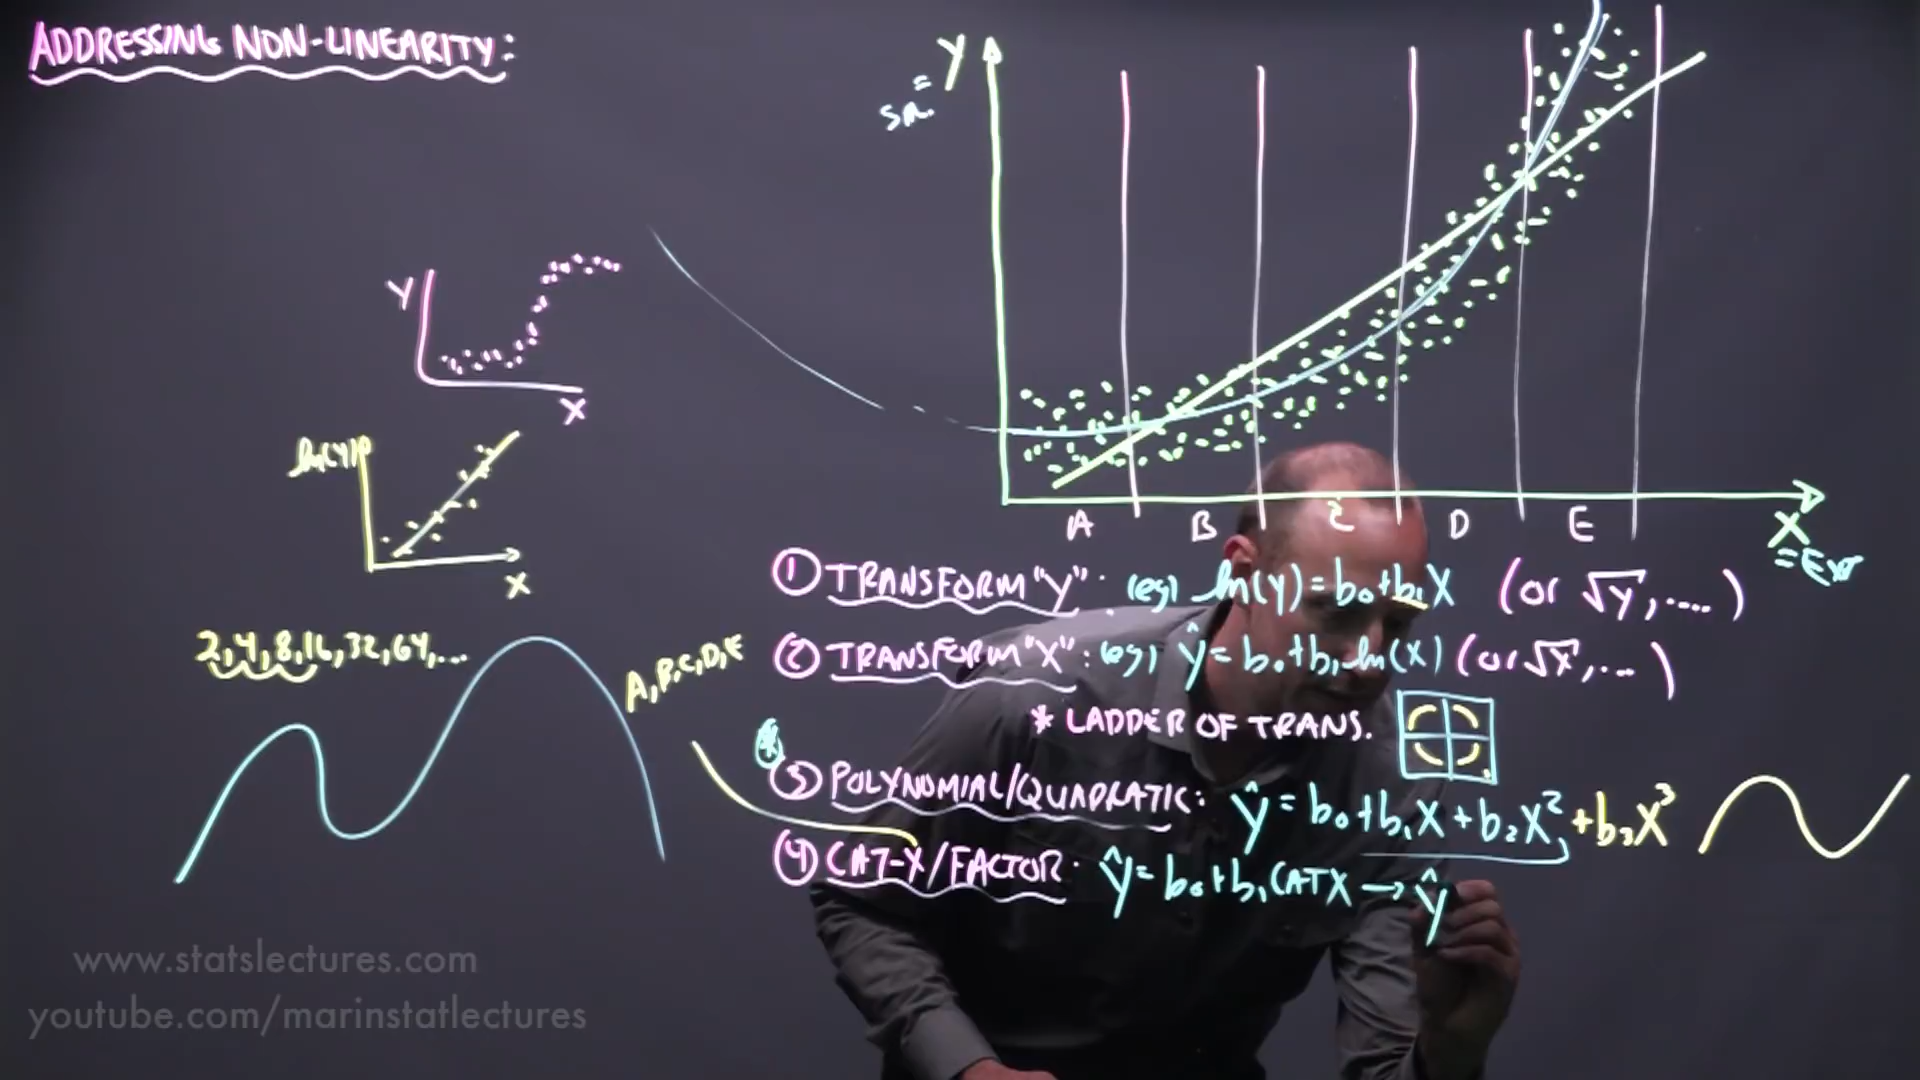 ADDRESSING NON-LINEARITY:
Y
= SAL.
Y
X
ln(Y)
X
A B C D E
X
= EXP
① TRANSFORM "Y": (eg) ln(Y) = b₀+b₁X (or √Y, ....)
② TRANSFORM "X": (eg) Ŷ = b₀+b₁ln(X) (or √X, ...)
* LADDER OF TRANS.
2,4,8,16,32,64,...
A,B,C,D,E
*
③ POLYNOMIAL/QUADRATIC: Ŷ = b₀+b₁X + b₂X² + b₃X³
④ CAT-X/FACTOR: Ŷ = b₀+b₁CATX → Ŷ
www.statslectures.com
youtube.com/marinstatlectures